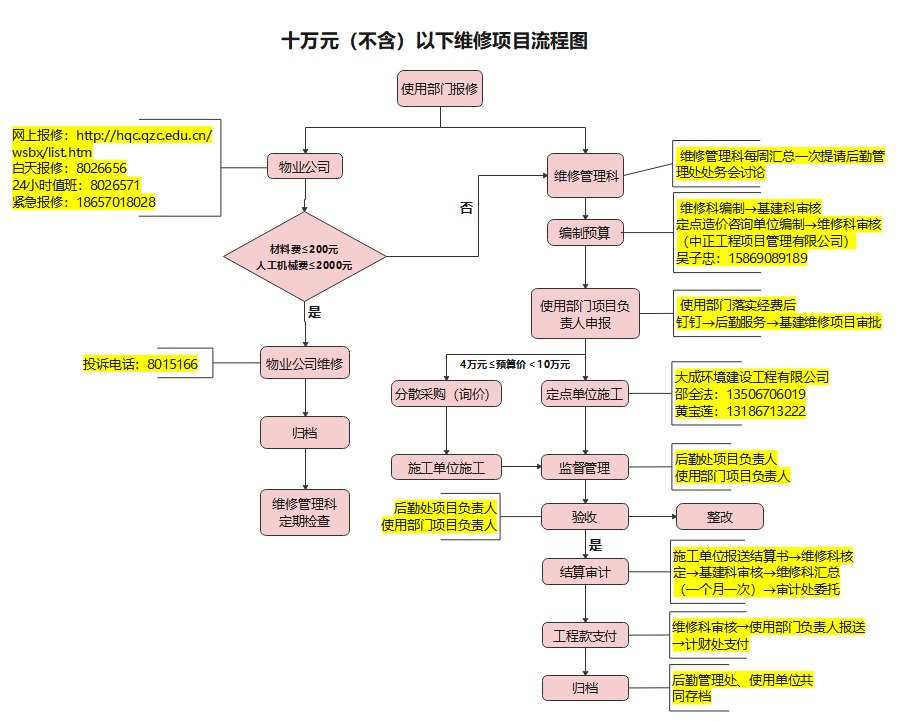 十万元（不含）以下维修项目流程图
使用部门报修
网上报修：http://hqc.qzc.edu.cn/
wsbx/list.htm
白天报修：8026656
24小时值班：8026571
紧急报修：18657018028
物业公司
维修管理科
维修管理科每周汇总一次提请后勤管
理处处务会讨论
否
材料费≤200元
人工机械费≤2000元
编制预算
维修科编制→基建科审核
定点造价咨询单位编制→维修科审核
（中正工程项目管理有限公司）
吴子忠：15869089189
是
使用部门项目负
责人申报
使用部门落实经费后
钉钉→后勤服务→基建维修项目审批
投诉电话：8015166
物业公司维修
4万元≤预算价＜10万元
分散采购（询价）
定点单位施工
大成环境建设工程有限公司
邵全法：13506706019
黄宝莲：13186713222
归档
施工单位施工
监督管理
后勤处项目负责人
使用部门项目负责人
维修管理科
定期检查
后勤处项目负责人
使用部门项目负责人
验收
整改
是
结算审计
施工单位报送结算书→维修科核
定→基建科审核→维修科汇总
（一个月一次）→审计处委托
工程款支付
维修科审核→使用部门负责人报送
→计财处支付
归档
后勤管理处、使用单位共
同存档